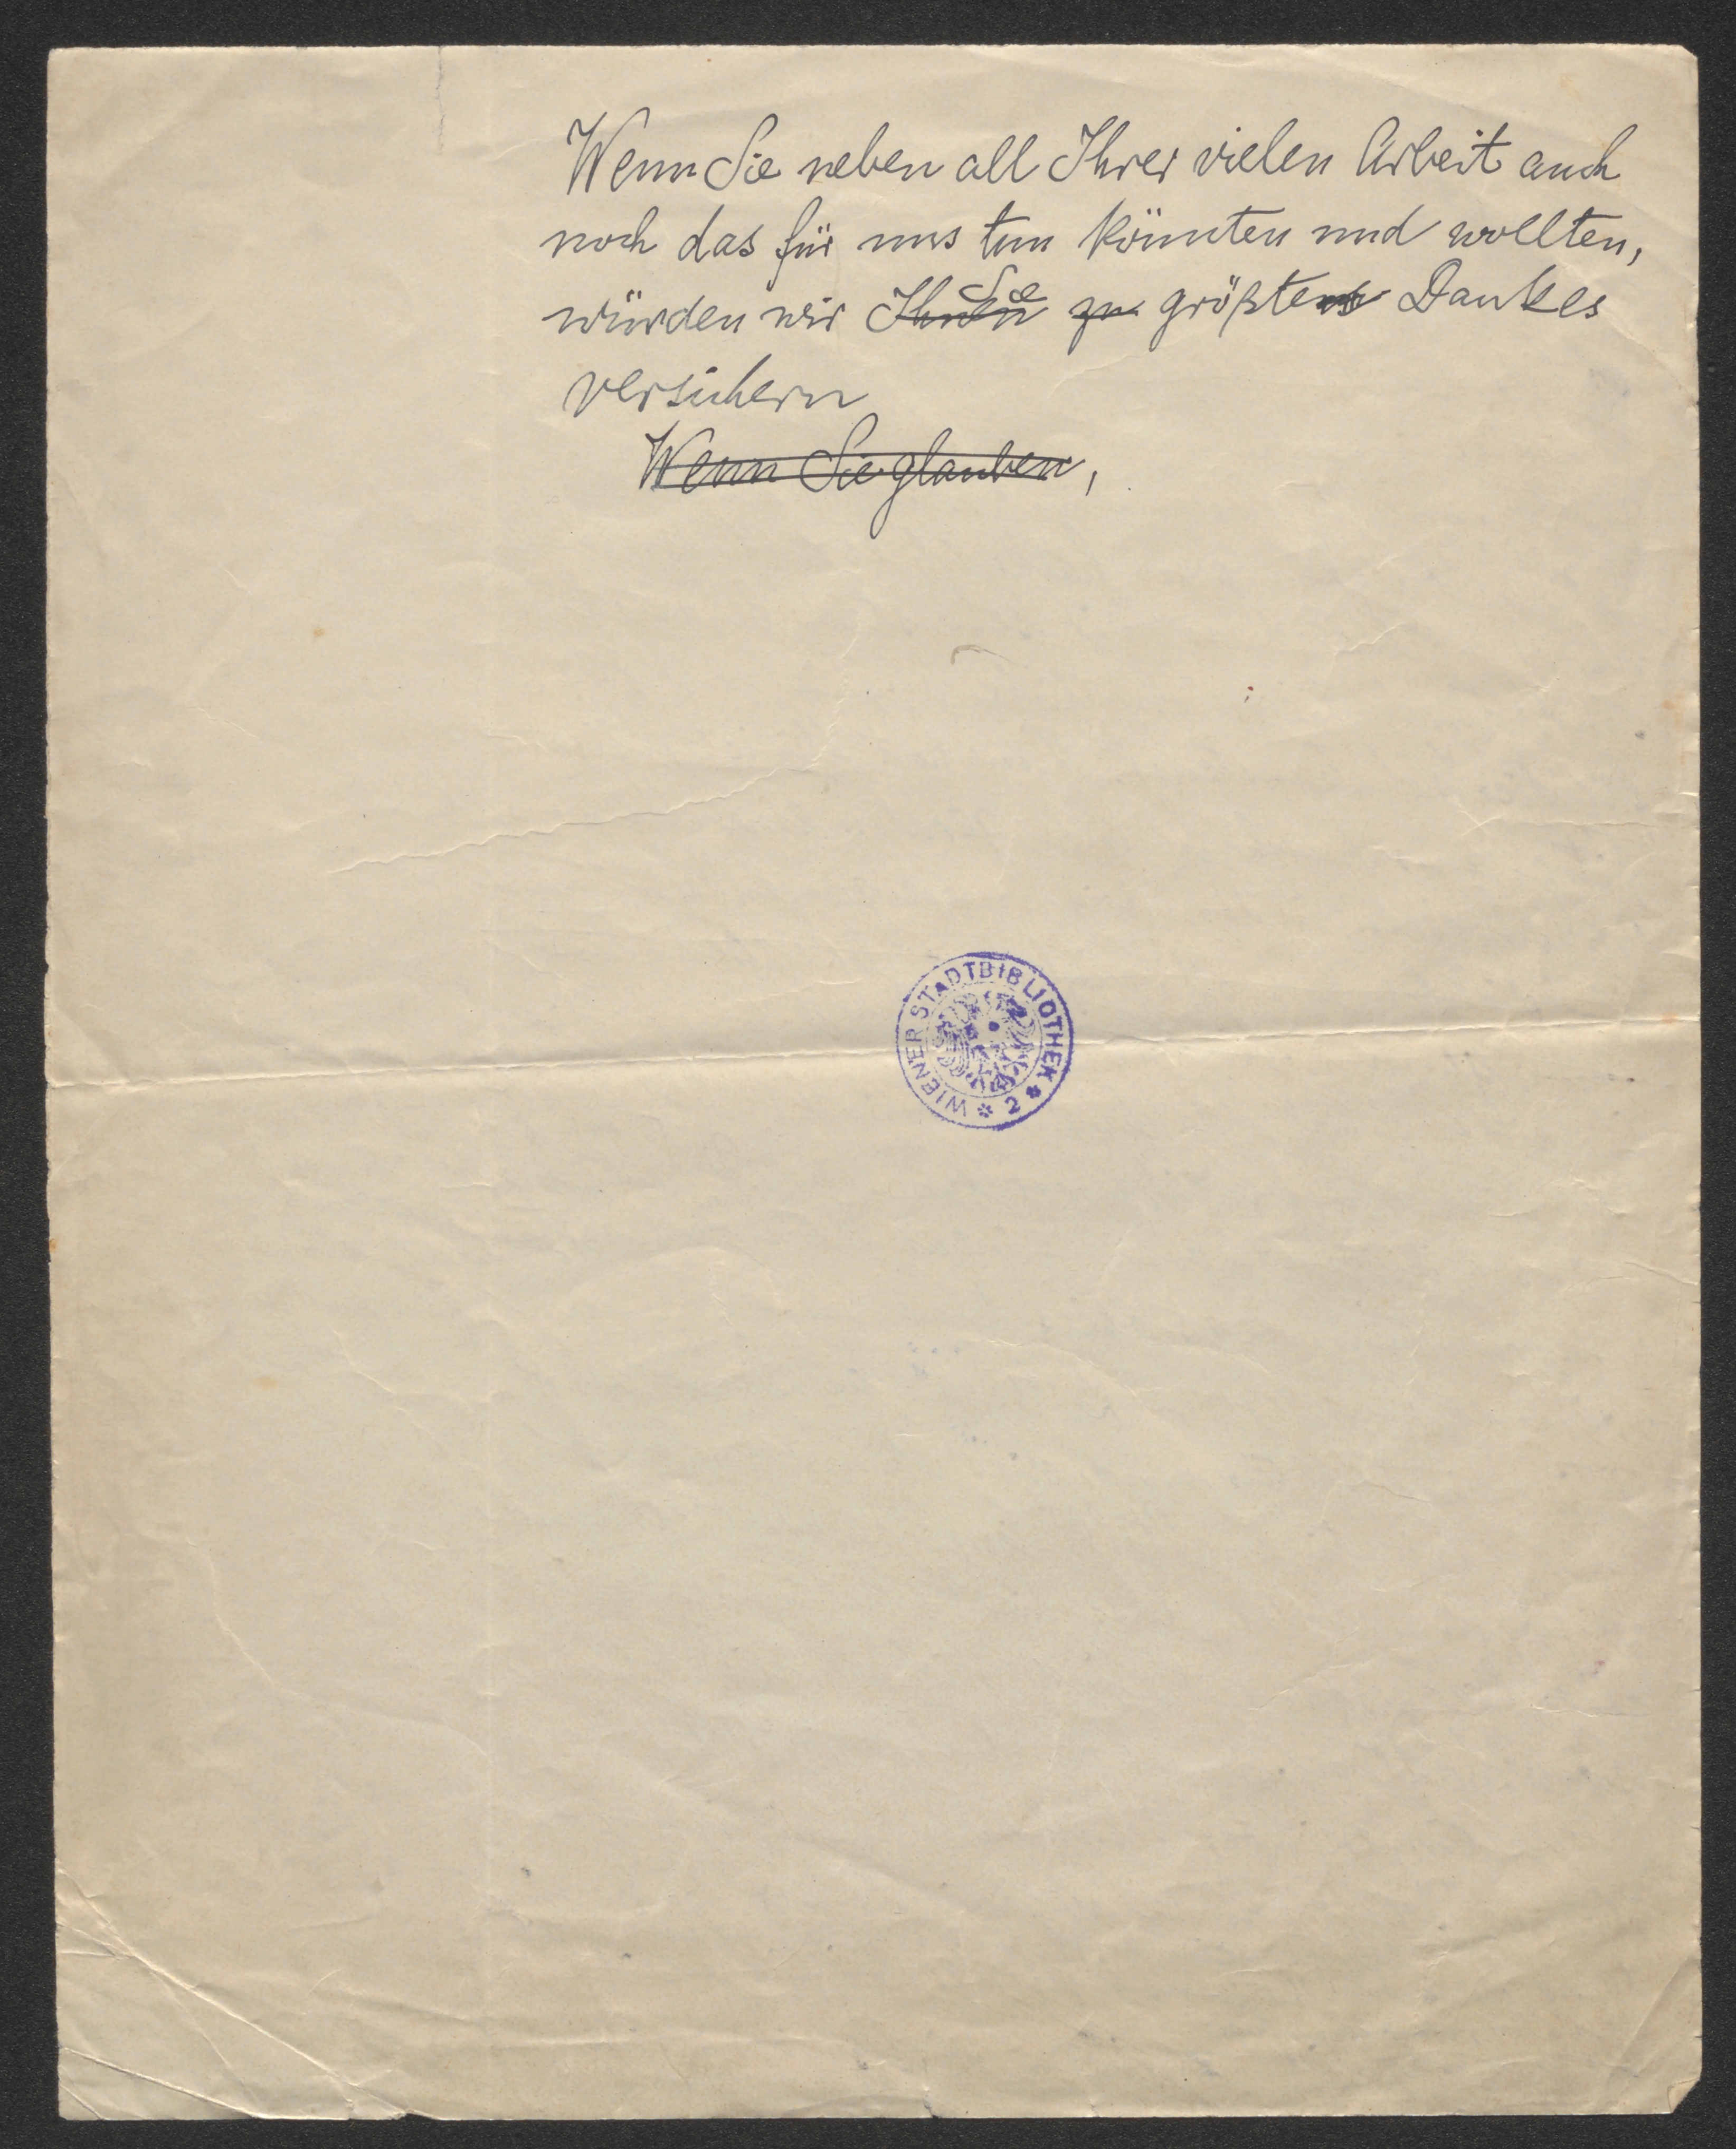 Wenn Sie neben all Ihrer vielen Arbeit auch
noch das für uns tun könnten und wollten,
würden wir Ihnen Sie zu größten Dankes
versichern
Wenn Sie glauben,
WIENER STADTBIBLIOTHEK * 2 *